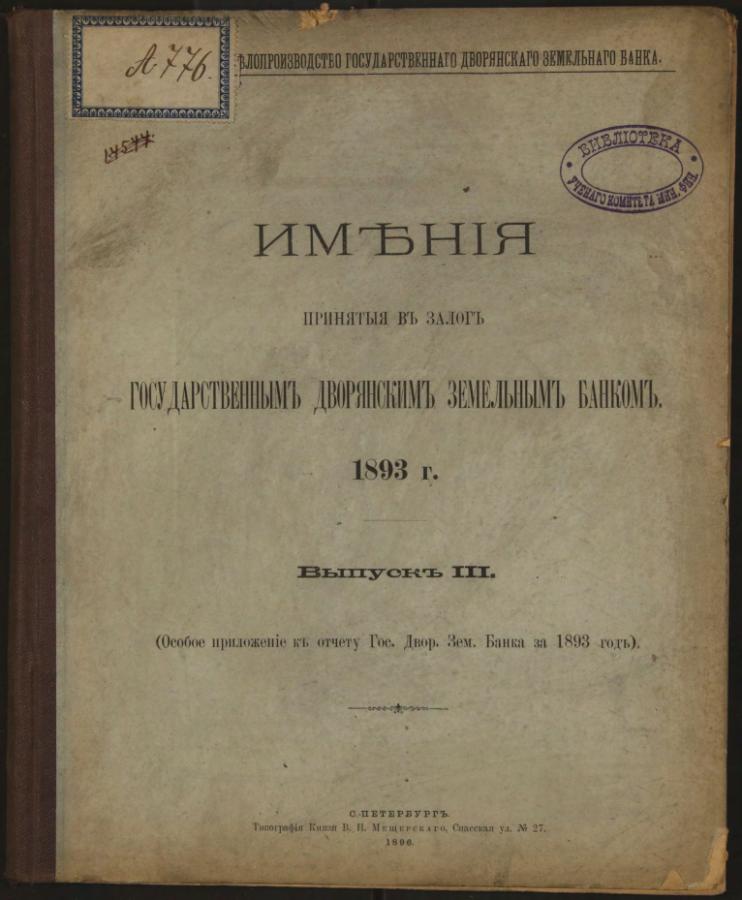 А 776.
ѢЛОПРОИЗВОДСТВО ГОСУДАРСТВЕННАГО ДВОРЯНСКАГО ЗЕМЕЛЬНАГО БАНКА.
14544
БИБЛІОТЕКА
УЧЕНАГО КОМИТЕТА МИН. ФИН.
ИМѢНІЯ
ПРИНЯТЫЯ ВЪ ЗАЛОГЪ
ГОСУДАРСТВЕННЫМЪ ДВОРЯНСКИМЪ ЗЕМЕЛЬНЫМЪ БАНКОМЪ.
1893 г.
Выпускъ III.
(Особое приложеніе къ отчету Гос. Двор. Зем. Банка за 1893 годъ).
С.-ПЕТЕРБУРГЪ.
Типографія Князя В. П. Мещерскаго, Спасская ул. № 27.
1896.